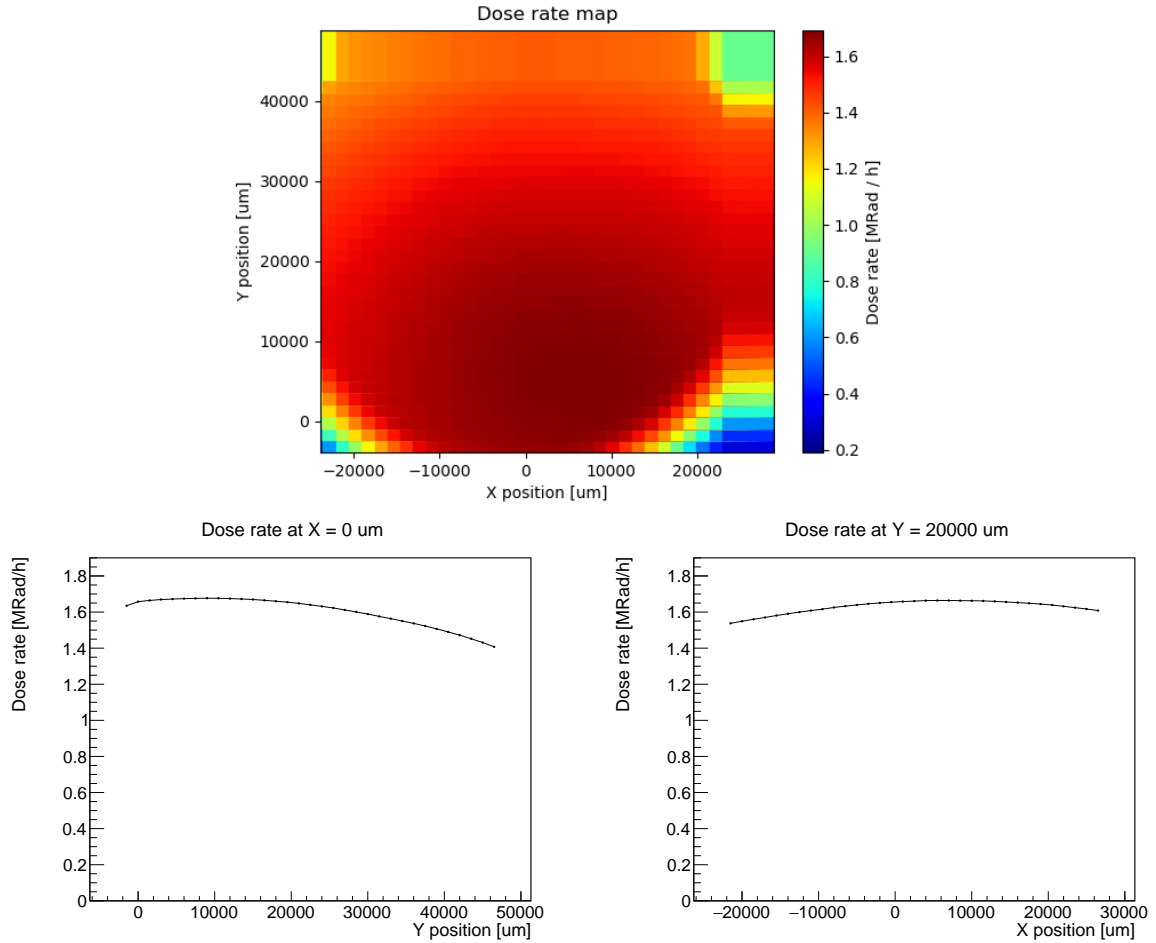 Dose rate map
40000
30000
20000
10000
0
Y position [um]
−20000 −10000 0 10000 20000
X position [um]
1.6
1.4
1.2
1.0
0.8
0.6
0.4
0.2
Dose rate [MRad / h]
Dose rate at X = 0 um
Dose rate [MRad/h]
1.8
1.6
1.4
1.2
1
0.8
0.6
0.4
0.2
0
0 10000 20000 30000 40000 50000
Y position [um]
Dose rate at Y = 20000 um
Dose rate [MRad/h]
1.8
1.6
1.4
1.2
1
0.8
0.6
0.4
0.2
0
−20000 −10000 0 10000 20000 30000
X position [um]